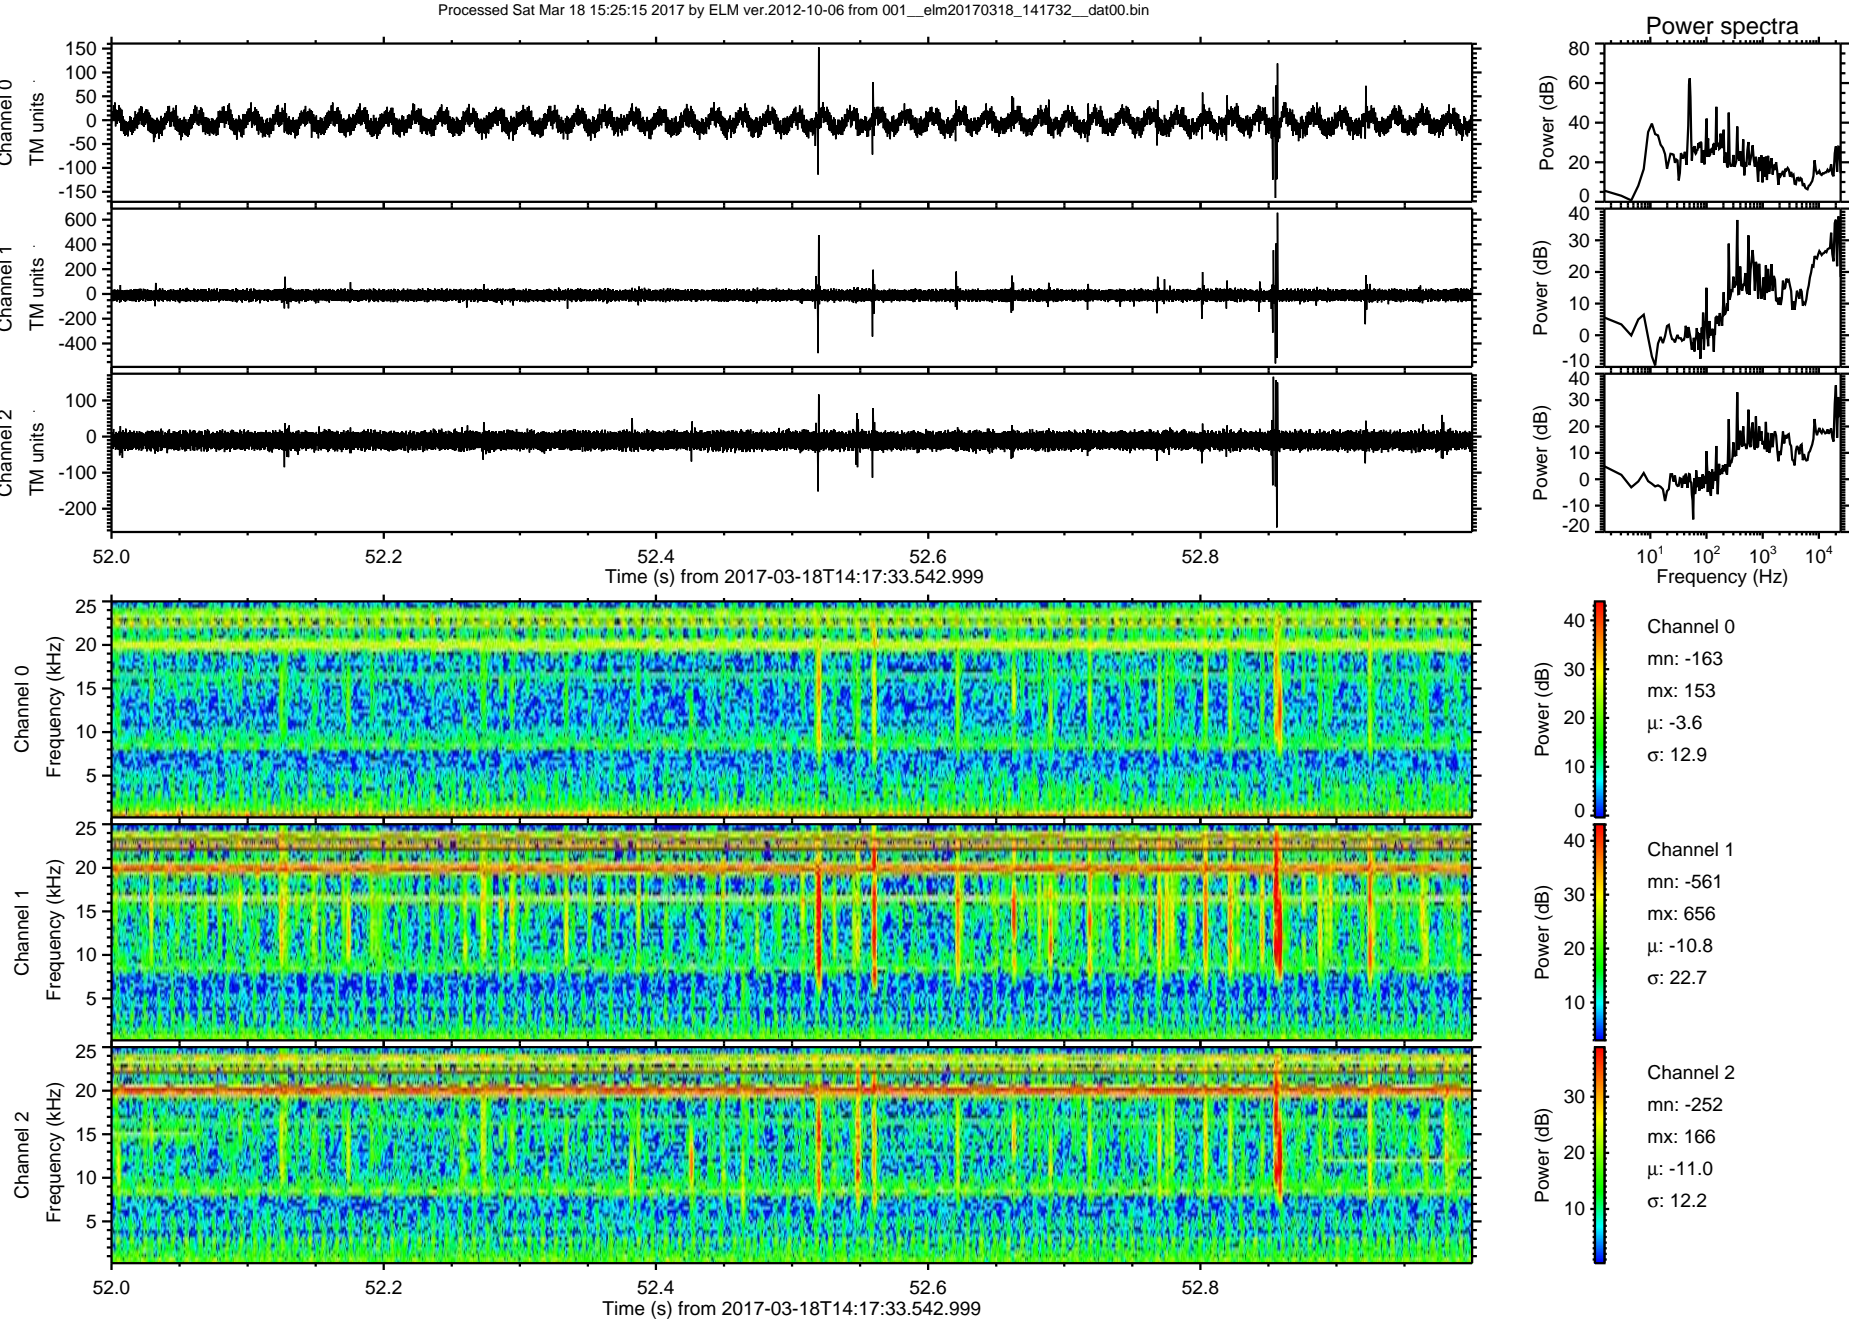 Processed Sat Mar 18 15:25:15 2017 by ELM ver.2012-10-06 from 001__elm20170318_141732__dat00.bin
Power spectra
Channel 0
TM units
150
100
50
0
-50
-100
-150
Power (dB)
80
60
40
20
0
Channel 1
TM units
600
400
200
0
-200
-400
Power (dB)
40
30
20
10
0
-10
Channel 2
TM units
100
0
-100
-200
Power (dB)
40
30
20
10
0
-10
-20
52.0 52.2 52.4 52.6 52.8
Time (s) from 2017-03-18T14:17:33.542.999
10¹ 10² 10³ 10⁴
Frequency (Hz)
Channel 0
Frequency (kHz)
25
20
15
10
5
Power (dB)
40
30
20
10
0
Channel 0
mn: -163
mx: 153
μ: -3.6
σ: 12.9
Channel 1
Frequency (kHz)
25
20
15
10
5
Power (dB)
40
30
20
10
Channel 1
mn: -561
mx: 656
μ: -10.8
σ: 22.7
Channel 2
Frequency (kHz)
25
20
15
10
5
Power (dB)
30
20
10
Channel 2
mn: -252
mx: 166
μ: -11.0
σ: 12.2
52.0 52.2 52.4 52.6 52.8
Time (s) from 2017-03-18T14:17:33.542.999